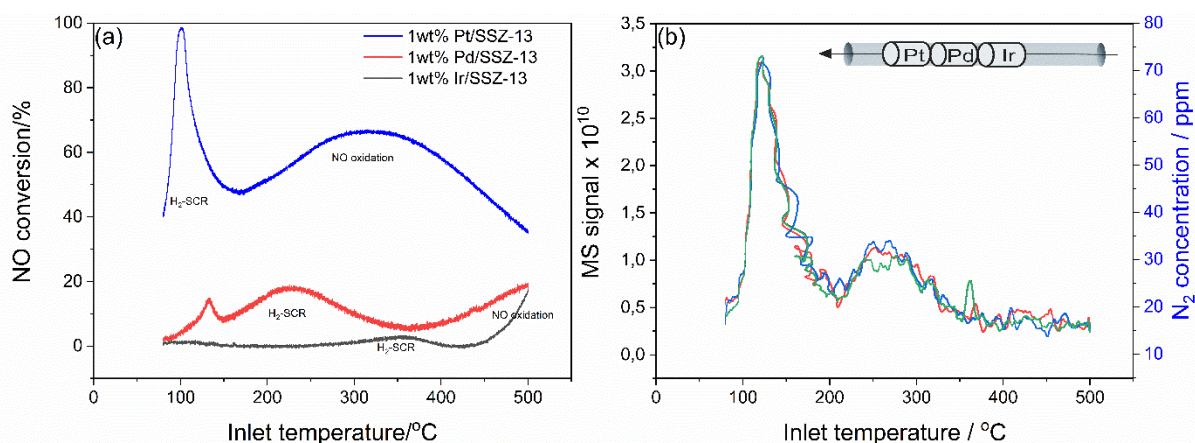 (a)
1wt% Pt/SSZ-13
1wt% Pd/SSZ-13
1wt% Ir/SSZ-13
NO conversion/%
100
80
60
40
20
0
H₂-SCR
NO oxidation
H₂-SCR
H₂-SCR
NO oxidation
0
100
200
300
400
500
Inlet temperature/°C
(b)
Pt Pd Ir
MS signal x 10¹⁰
3,5
3,0
2,5
2,0
1,5
1,0
0,5
0,0
0
100
200
300
400
500
Inlet temperature / °C
80
70
60
50
40
30
20
10
N₂ concentration / ppm